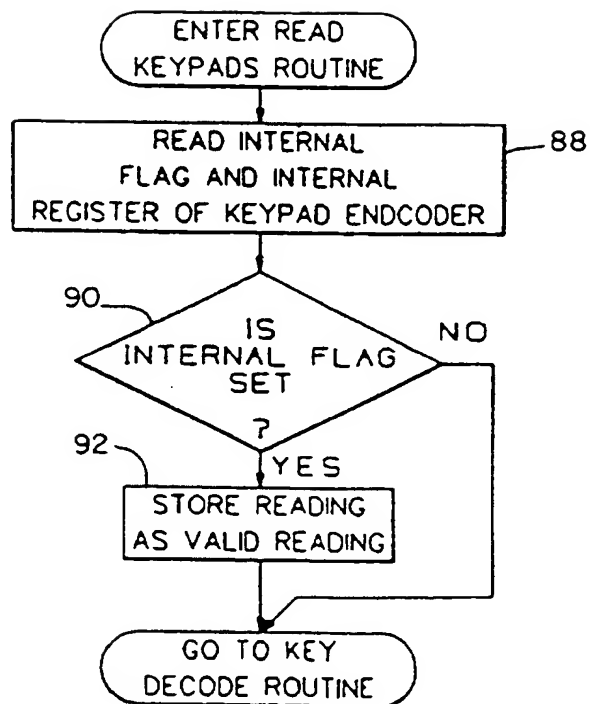 ENTER READ
KEYPADS ROUTINE
READ INTERNAL
FLAG AND INTERNAL
REGISTER OF KEYPAD ENDCODER
88
90
IS
INTERNAL FLAG
SET
?
NO
92
YES
STORE READING
AS VALID READING
GO TO KEY
DECODE ROUTINE